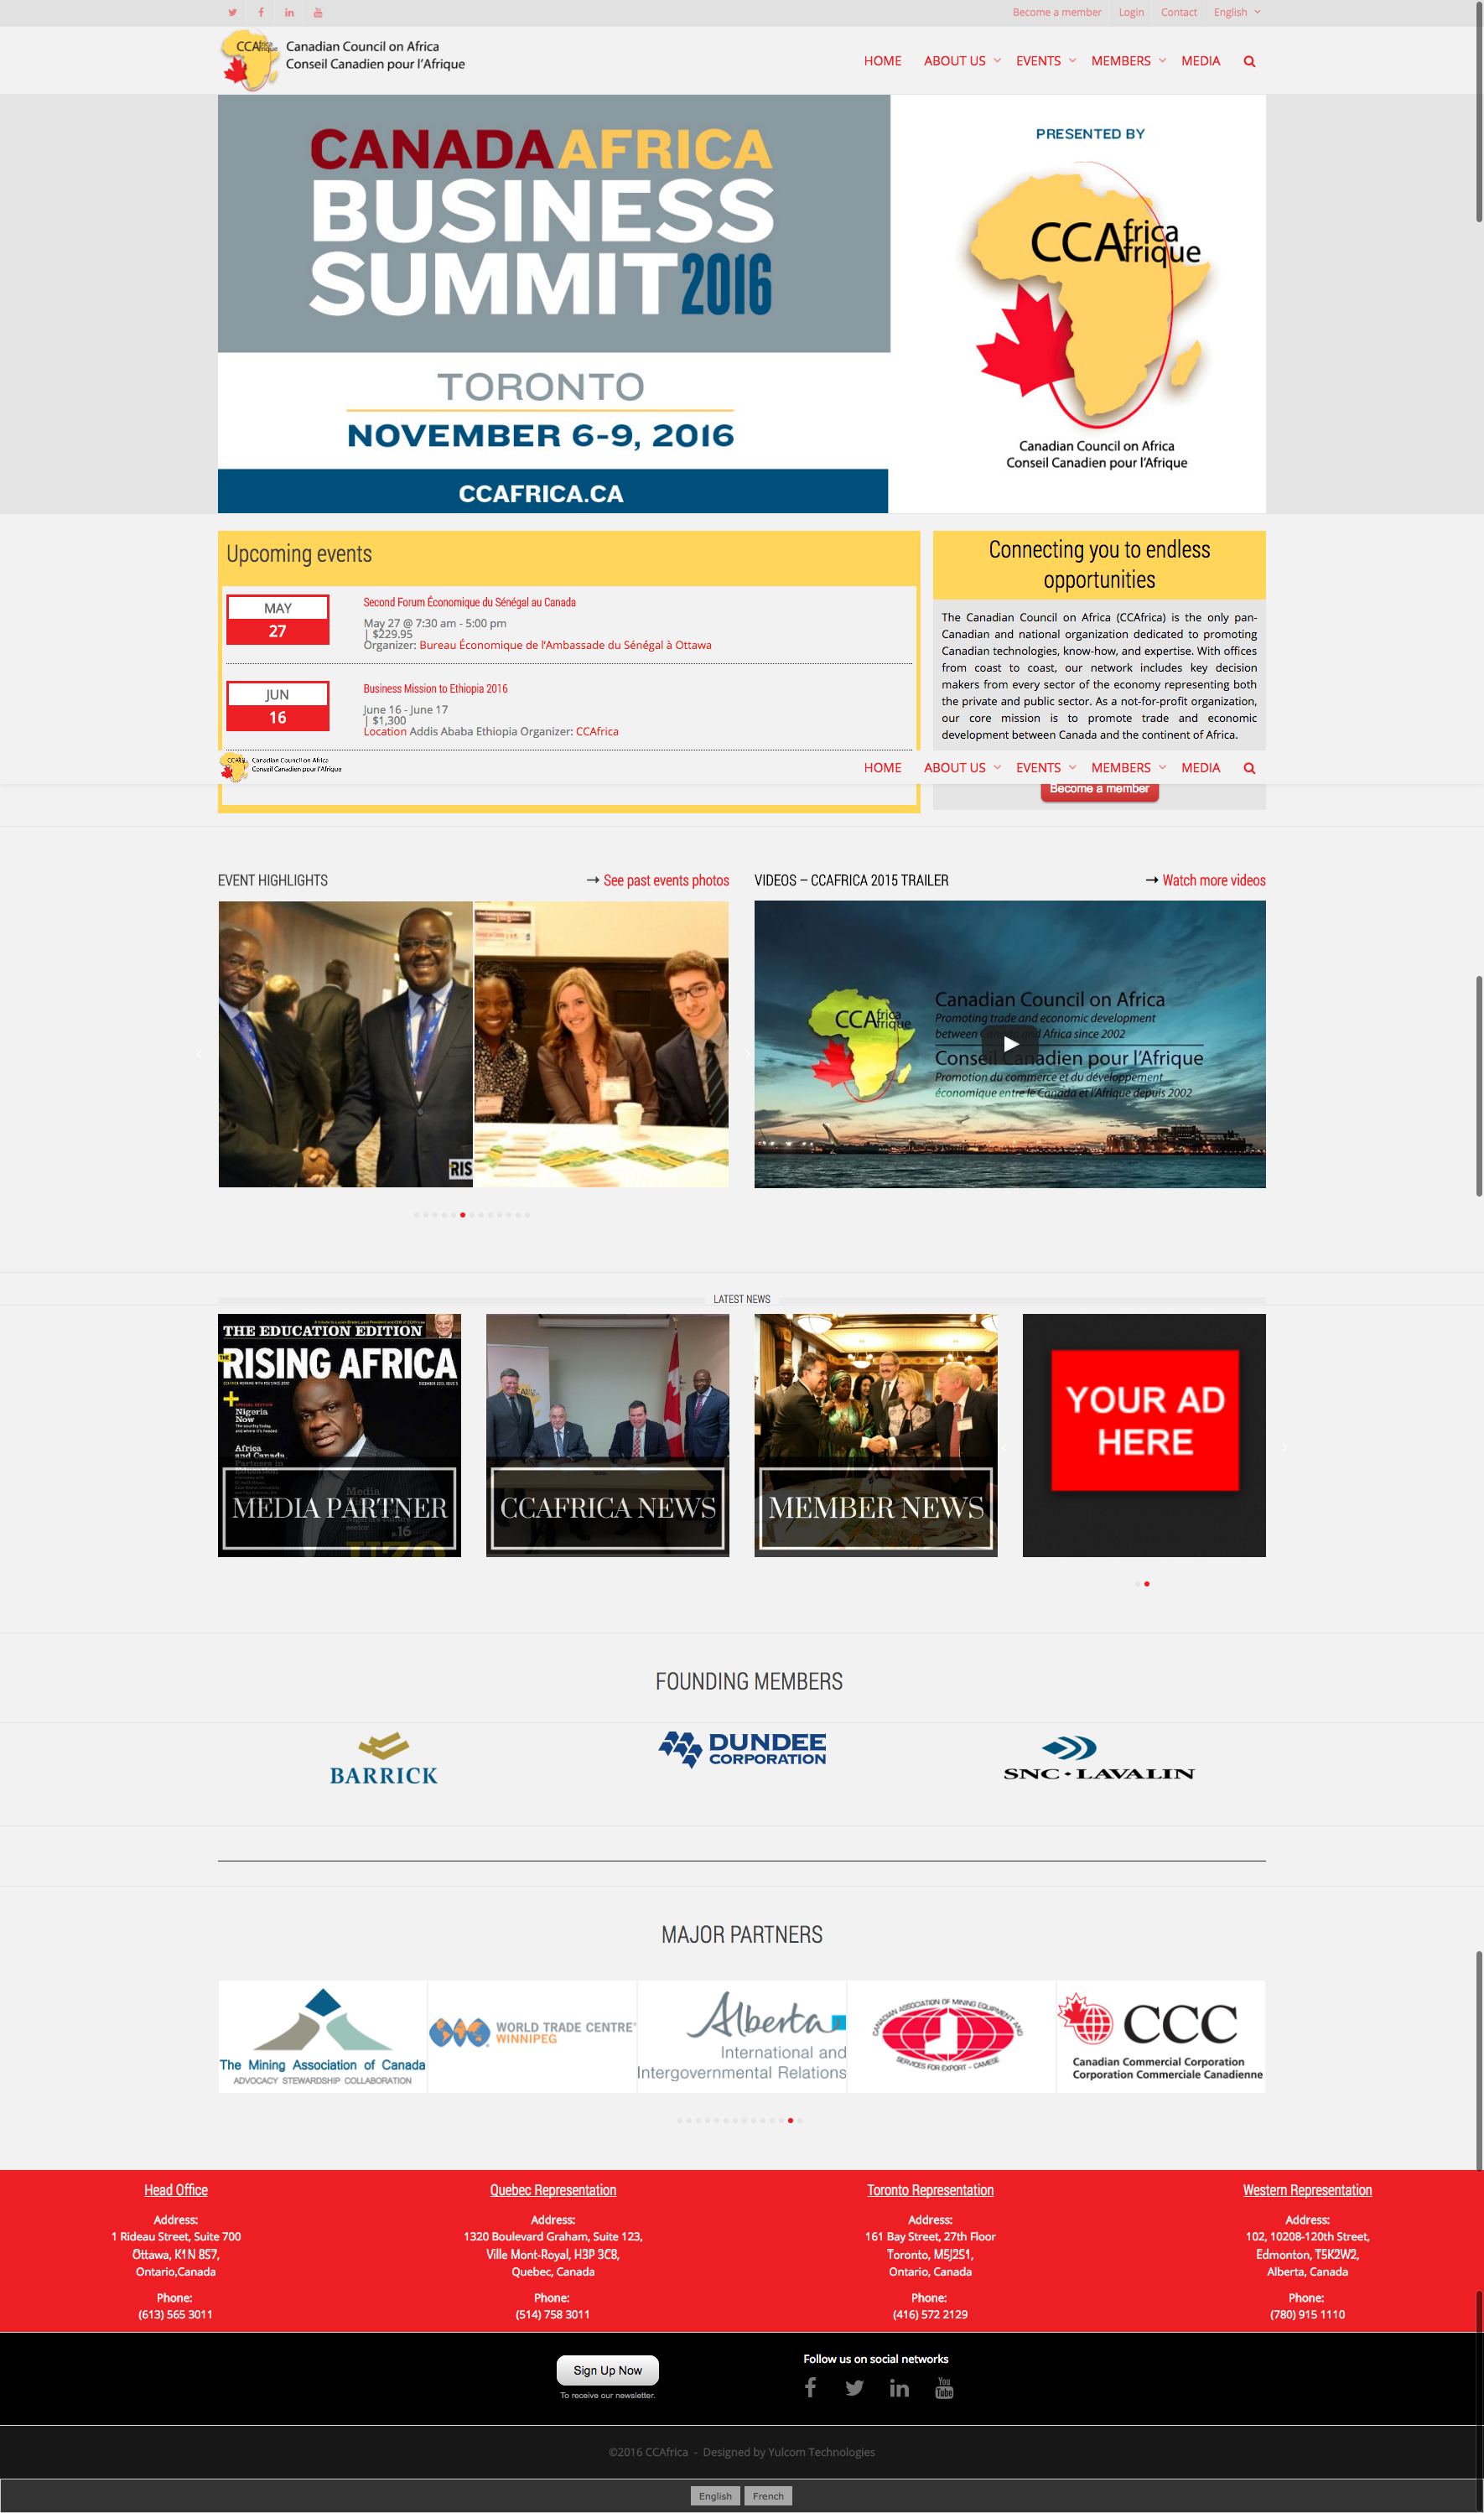 Become a member
Login
Contact
English
CCAfrica
afrique
Canadian Council on Africa
Conseil Canadien pour l'Afrique
HOME
ABOUT US
EVENTS
MEMBERS
MEDIA
CANADAAFRICA
BUSINESS
SUMMIT2016
TORONTO
NOVEMBER 6-9, 2016
CCAFRICA.CA
PRESENTED BY
CCAfrica
frique
Canadian Council on Africa
Conseil Canadien pour l'Afrique
Upcoming events
MAY
27
Second Forum Économique du Sénégal au Canada
May 27 @ 7:30 am - 5:00 pm
| $229.95
Organizer: Bureau Économique de l'Ambassade du Sénégal à Ottawa
JUN
16
Business Mission to Ethiopia 2016
June 16 - June 17
| $1,300
Location Addis Ababa Ethiopia Organizer: CCAfrica
Connecting you to endless
opportunities
The Canadian Council on Africa (CCAfrica) is the only pan-
Canadian and national organization dedicated to promoting
Canadian technologies, know-how, and expertise. With offices
from coast to coast, our network includes key decision
makers from every sector of the economy representing both
the private and public sector. As a not-for-profit organization,
our core mission is to promote trade and economic
development between Canada and the continent of Africa.
Canadian Council on Africa
Conseil Canadien pour l'Afrique
HOME
ABOUT US
EVENTS
MEMBERS
MEDIA
Become a member
EVENT HIGHLIGHTS
→ See past events photos
VIDEOS – CCAFRICA 2015 TRAILER
→ Watch more videos
RIS
CCAfrica
frique
Canadian Council on Africa
Promoting trade and economic development
between Canada and Africa since 2002
Conseil Canadien pour l'Afrique
Promotion du commerce et du développement
économique entre le Canada et l'Afrique depuis 2002
LATEST NEWS
THE EDUCATION EDITION
THE
RISING AFRICA
Nigeria
Now
Africa
and Canada
Partners in
Education
Media
16
MEDIA PARTNER
CCAFRICA NEWS
MEMBER NEWS
YOUR AD
HERE
FOUNDING MEMBERS
BARRICK
DUNDEE
CORPORATION
SNC • LAVALIN
MAJOR PARTNERS
The Mining Association of Canada
ADVOCACY STEWARDSHIP COLLABORATION
WORLD TRADE CENTRE
WINNIPEG
Alberta
International and
Intergovernmental Relations
CANADIAN ASSOCIATION OF MINING EQUIPMENT AND
SERVICES FOR EXPORT - CAMESE
CCC
Canadian Commercial Corporation
Corporation Commerciale Canadienne
Head Office
Address:
1 Rideau Street, Suite 700
Ottawa, K1N 8S7,
Ontario,Canada
Phone:
(613) 565 3011
Quebec Representation
Address:
1320 Boulevard Graham, Suite 123,
Ville Mont-Royal, H3P 3C8,
Quebec, Canada
Phone:
(514) 758 3011
Toronto Representation
Address:
161 Bay Street, 27th Floor
Toronto, M5J2S1,
Ontario, Canada
Phone:
(416) 572 2129
Western Representation
Address:
102, 10208-120th Street,
Edmonton, T5K2W2,
Alberta, Canada
Phone:
(780) 915 1110
Sign Up Now
To receive our newsletter.
Follow us on social networks
You
Tube
©2016 CCAfrica - Designed by Yulcom Technologies
English
French